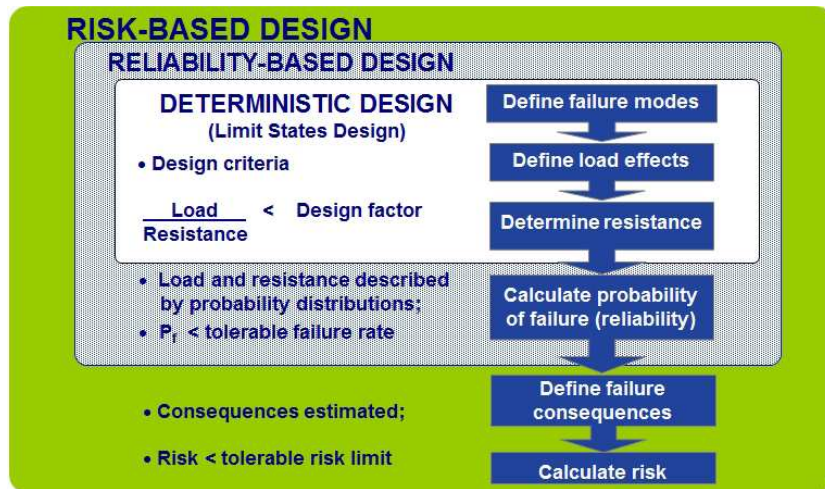 RISK-BASED DESIGN
RELIABILITY-BASED DESIGN
DETERMINISTIC DESIGN
(Limit States Design)
• Design criteria
Load < Design factor
Resistance
Define failure modes
Define load effects
Determine resistance
• Load and resistance described
by probability distributions;
• Pf < tolerable failure rate
Calculate probability
of failure (reliability)
• Consequences estimated;
• Risk < tolerable risk limit
Define failure
consequences
Calculate risk